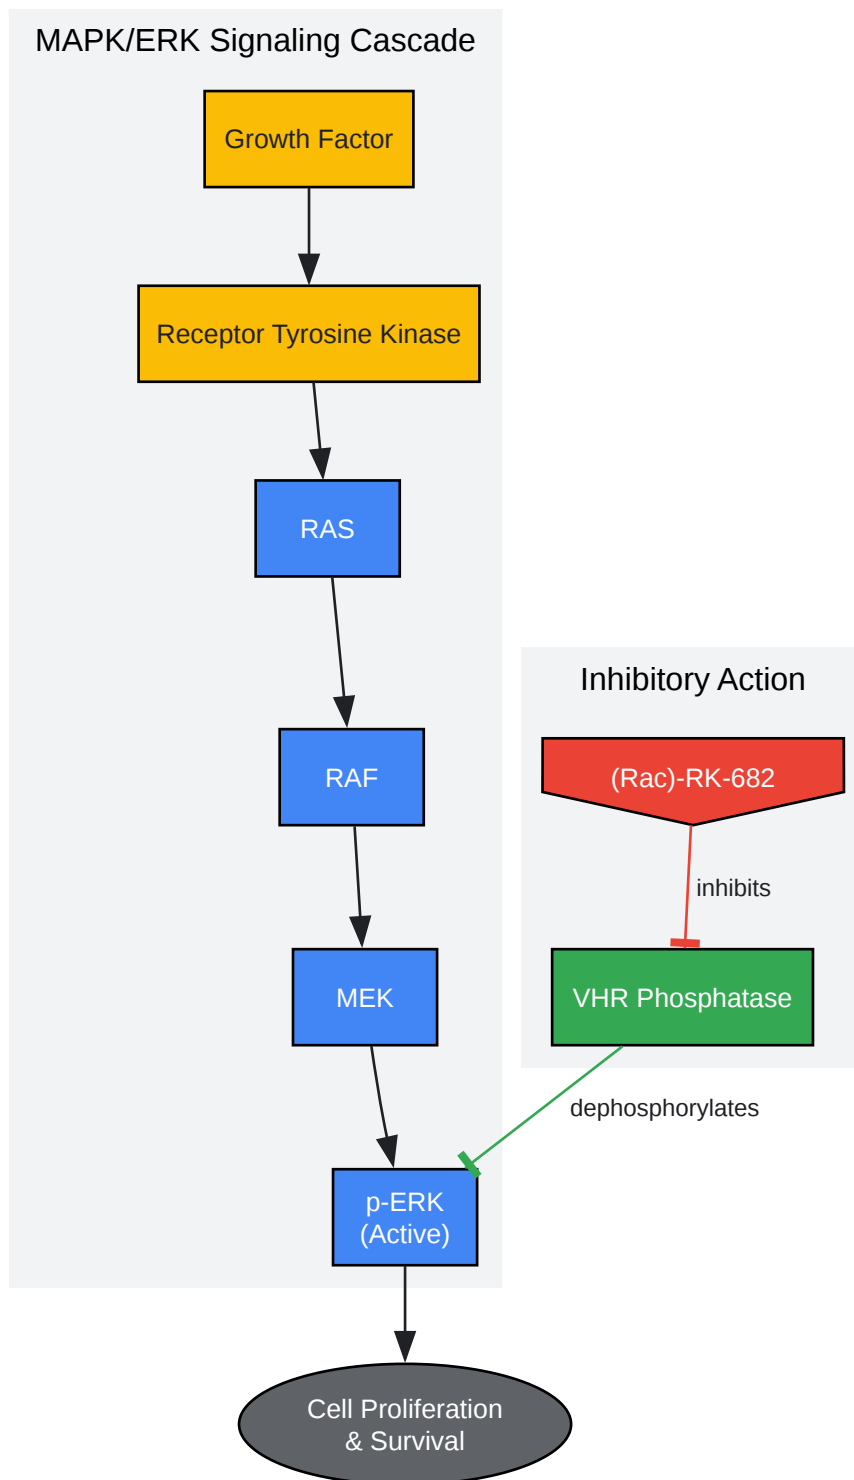 MAPK/ERK Signaling Cascade
Growth Factor
Receptor Tyrosine Kinase
RAS
RAF
MEK
p-ERK
(Active)
Inhibitory Action
(Rac)-RK-682
inhibits
VHR Phosphatase
dephosphorylates
Cell Proliferation
& Survival